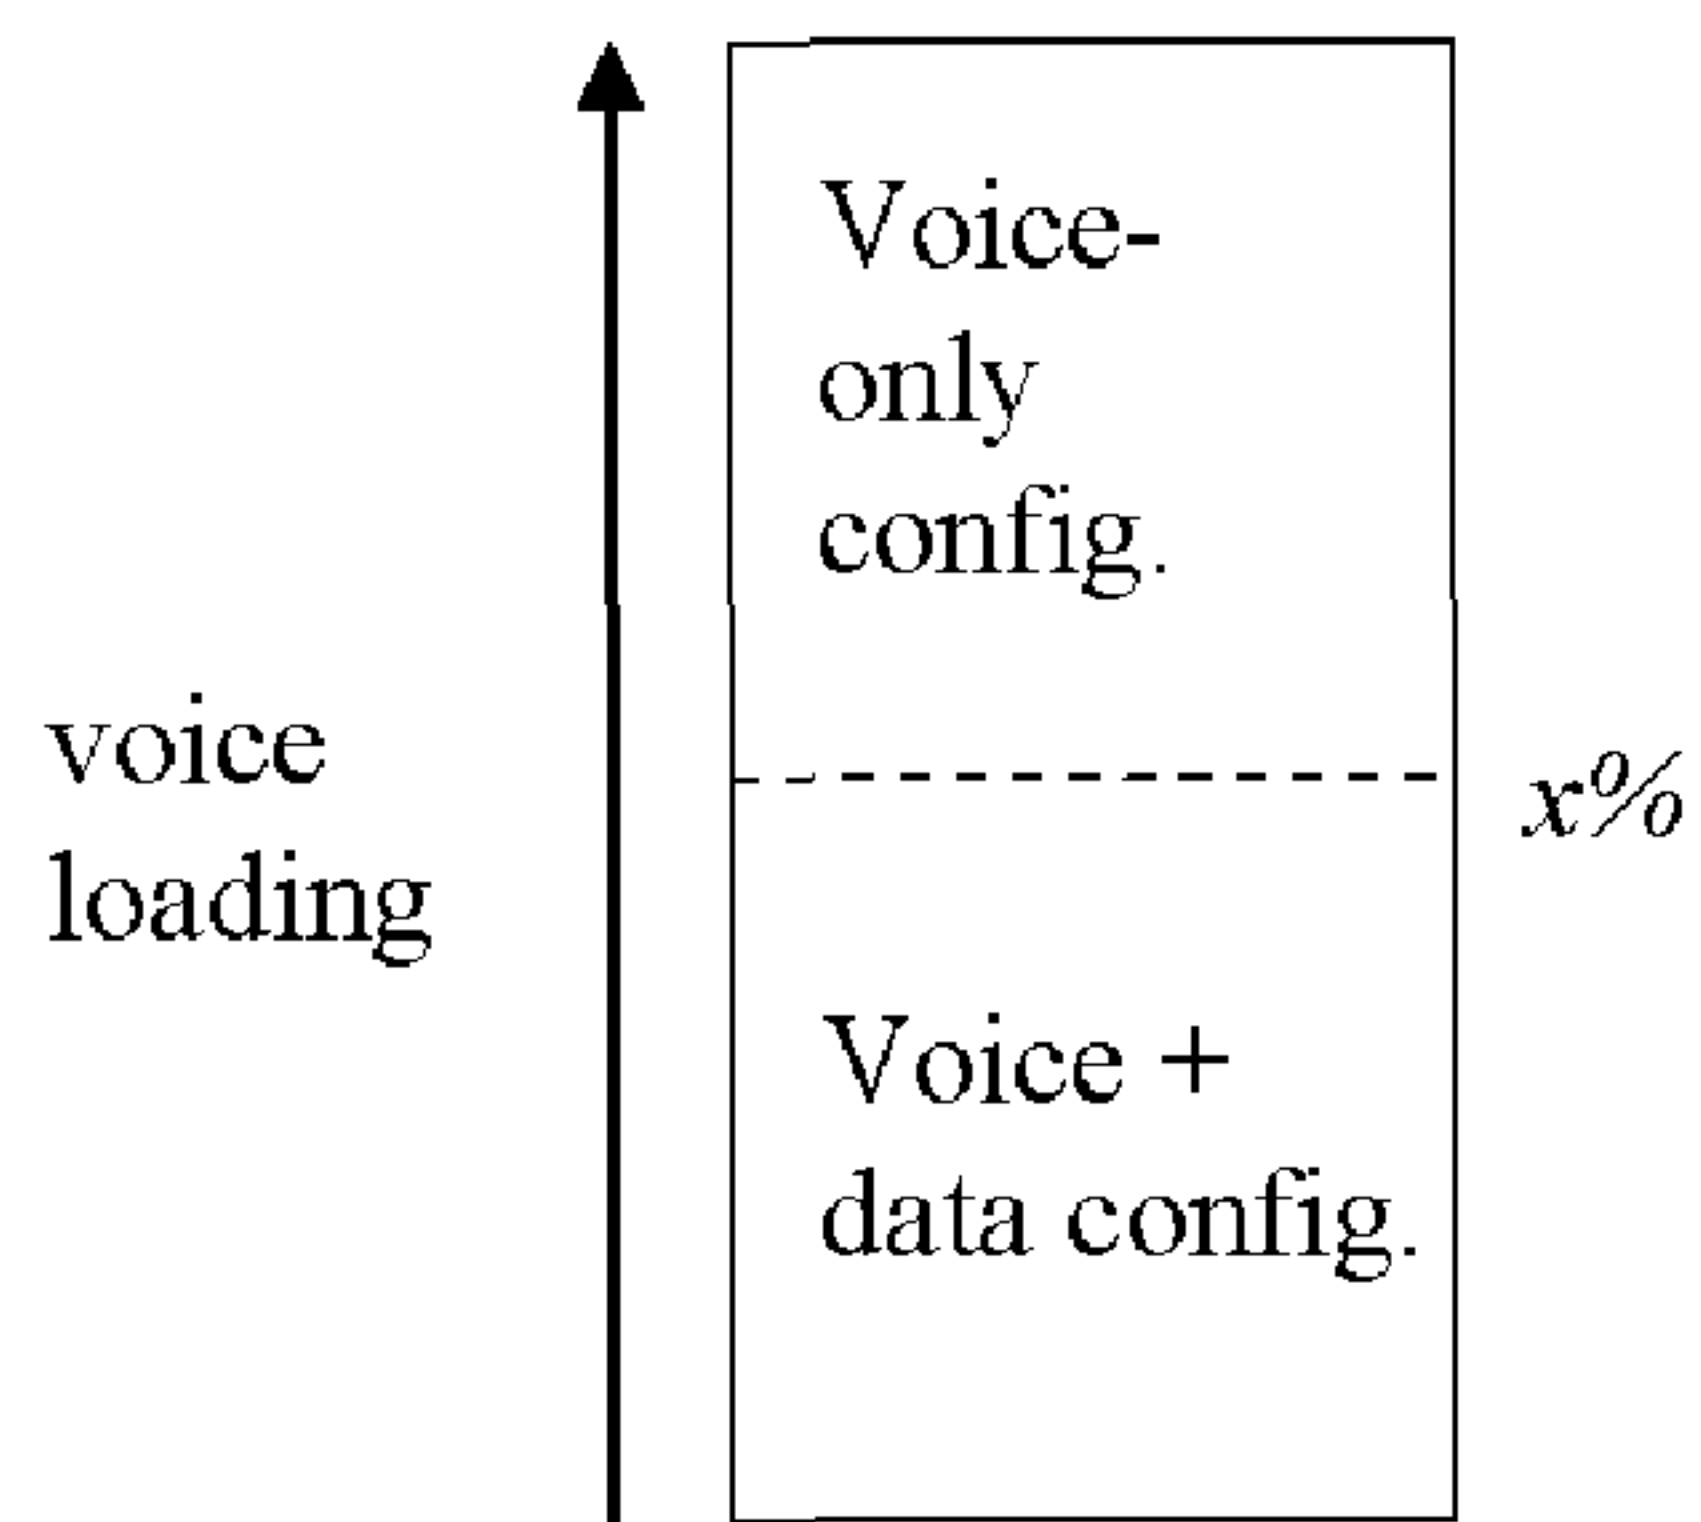 Voice-
only
config.
voice
loading
x%
Voice +
data config.